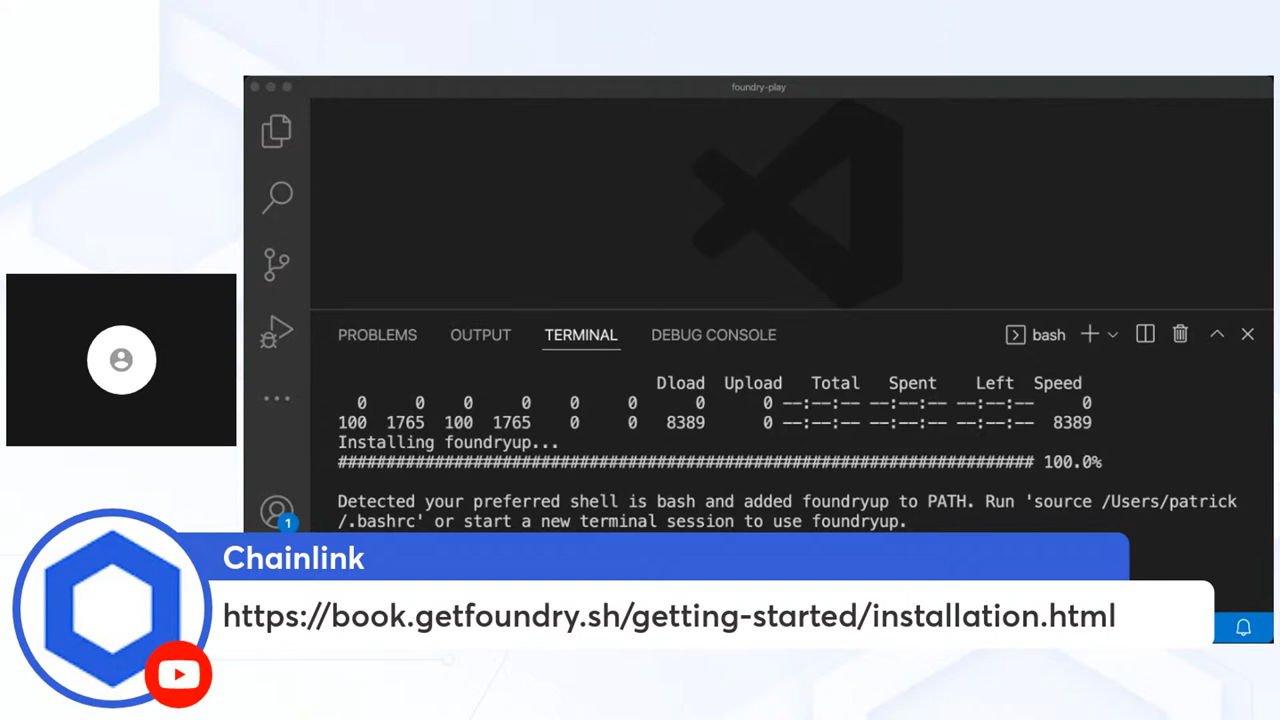 foundry-play
PROBLEMS OUTPUT TERMINAL DEBUG CONSOLE bash
Dload Upload Total Spent Left Speed
0 0 0 0 0 0 0 0 --:--:-- --:--:-- --:--:-- 0
100 1765 100 1765 0 0 8389 0 --:--:-- --:--:-- --:--:-- 8389
Installing foundryup...
######################################################################## 100.0%
Detected your preferred shell is bash and added foundryup to PATH. Run 'source /Users/patrick
/.bashrc' or start a new terminal session to use foundryup.
1
Chainlink
https://book.getfoundry.sh/getting-started/installation.html